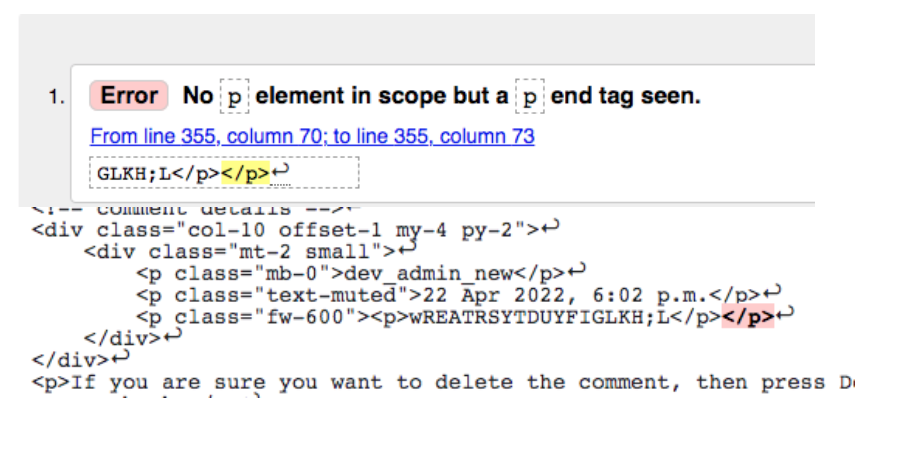 1. Error No p element in scope but a p end tag seen.
From line 355, column 70; to line 355, column 73
GLKH;L</p></p>↩
<!-- comment details -->↩
<div class="col-10 offset-1 my-4 py-2">↩
<div class="mt-2 small">↩
<p class="mb-0">dev_admin_new</p>↩
<p class="text-muted">22 Apr 2022, 6:02 p.m.</p>↩
<p class="fw-600"><p>wREATRSYTDUYFIGLKH;L</p></p>↩
</div>↩
</div>↩
<p>If you are sure you want to delete the comment, then press